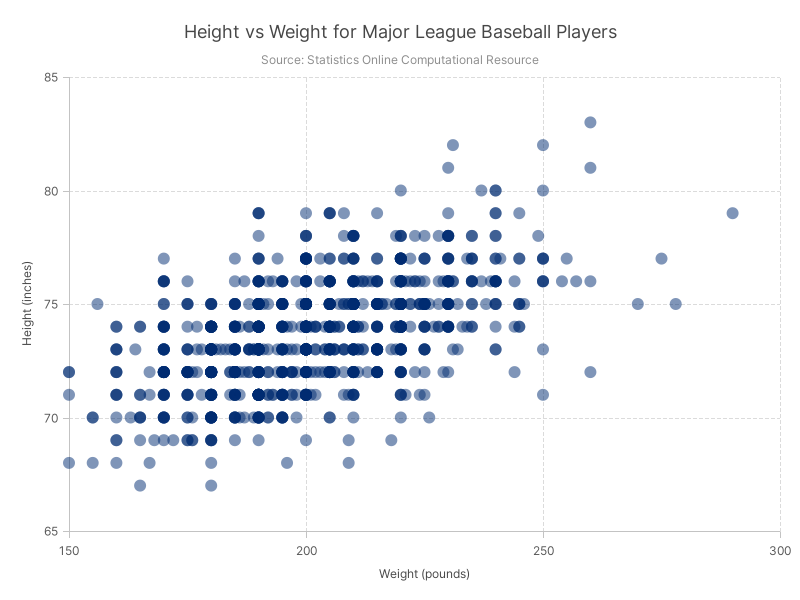 Height vs Weight for Major League Baseball Players
Source: Statistics Online Computational Resource
85
80
75
70
65
Height (inches)
150
200
250
300
Weight (pounds)